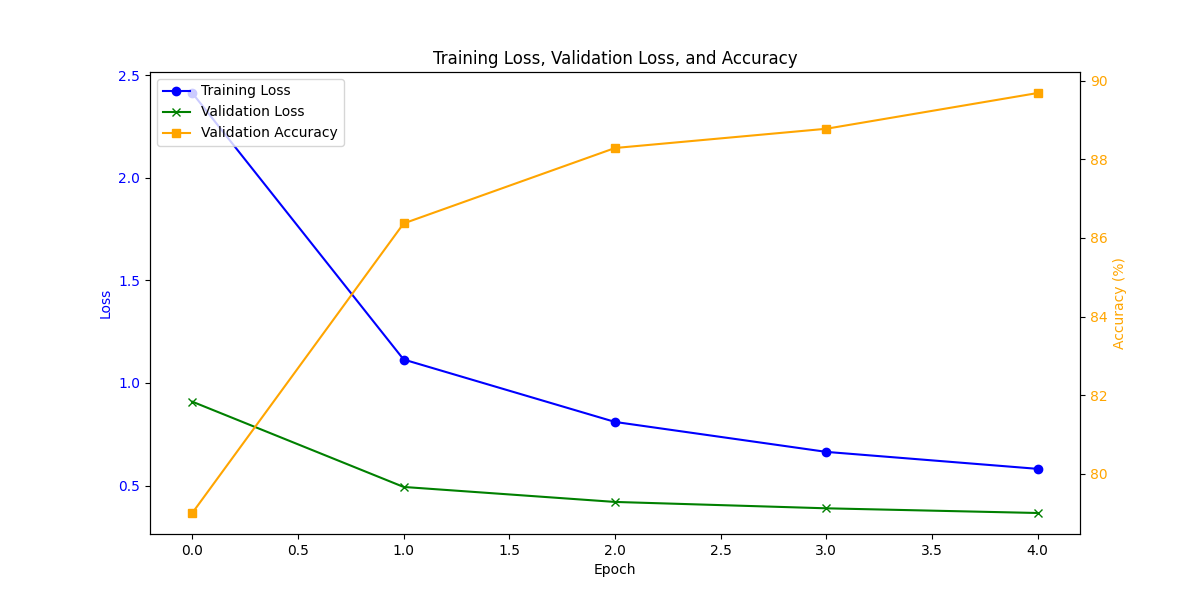 Training Loss, Validation Loss, and Accuracy
Training Loss
Validation Loss
Validation Accuracy
2.5
2.0
1.5
1.0
0.5
Loss
90
88
86
84
82
80
Accuracy (%)
0.0 0.5 1.0 1.5 2.0 2.5 3.0 3.5 4.0
Epoch